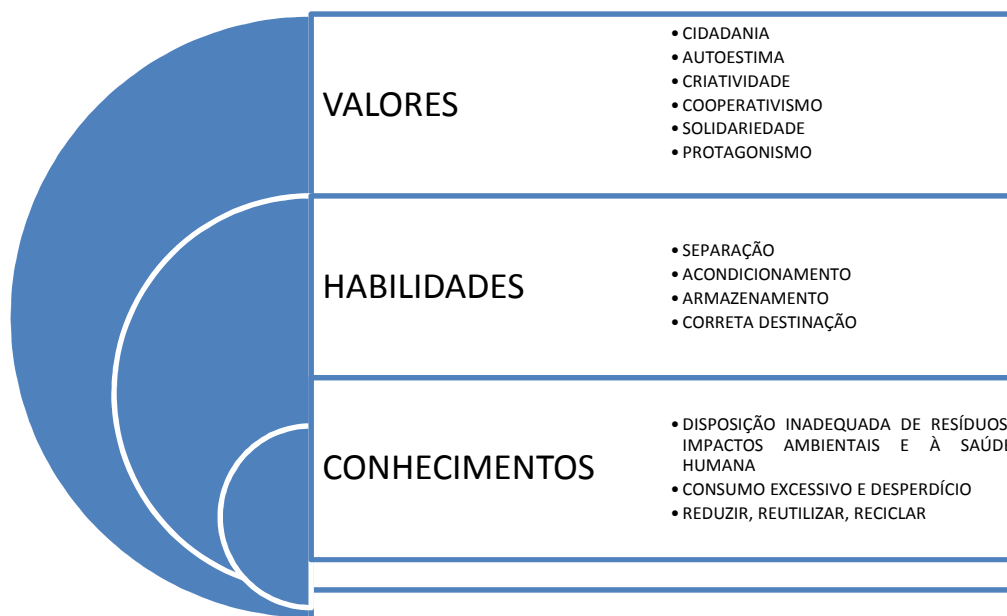 VALORES
• CIDADANIA
• AUTOESTIMA
• CRIATIVIDADE
• COOPERATIVISMO
• SOLIDARIEDADE
• PROTAGONISMO
HABILIDADES
• SEPARAÇÃO
• ACONDICIONAMENTO
• ARMAZENAMENTO
• CORRETA DESTINAÇÃO
CONHECIMENTOS
• DISPOSIÇÃO INADEQUADA DE RESÍDUOS
IMPACTOS AMBIENTAIS E À SAÚDE
HUMANA
• CONSUMO EXCESSIVO E DESPERDÍCIO
• REDUZIR, REUTILIZAR, RECICLAR